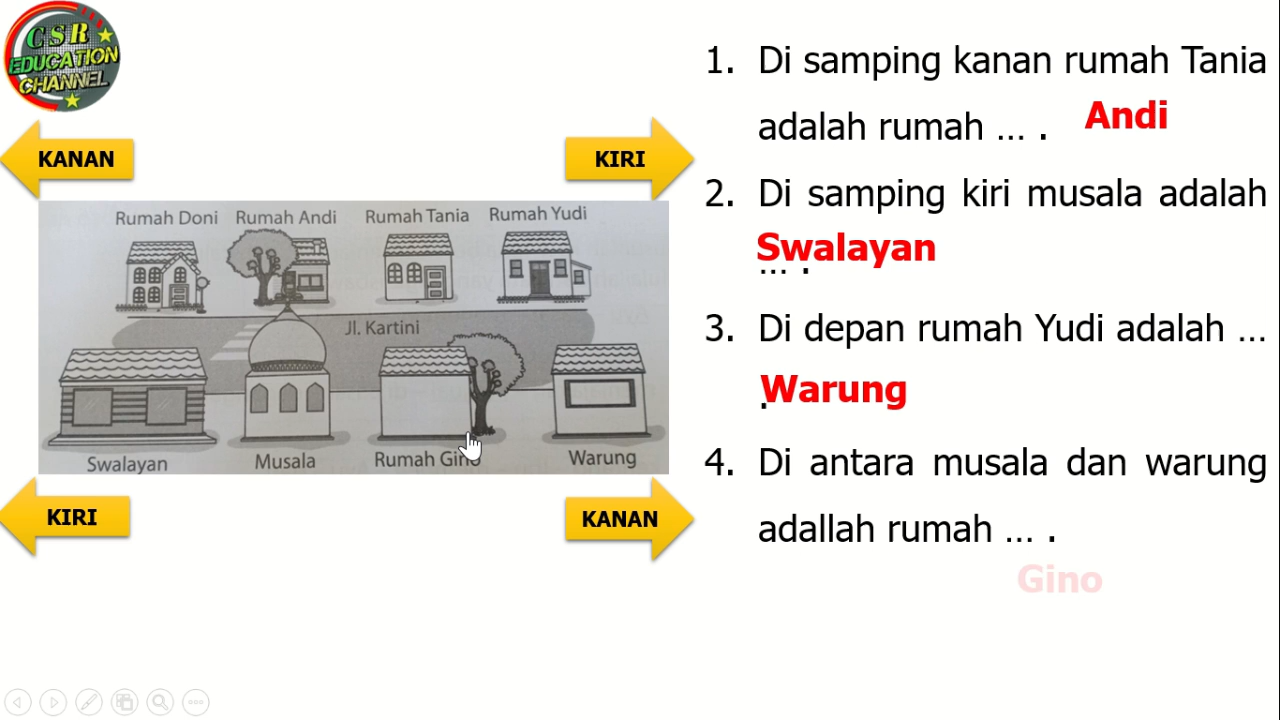 CSR
EDUCATION
CHANNEL
KANAN
KIRI
Rumah Doni
Rumah Andi
Rumah Tania
Rumah Yudi
Jl. Kartini
Swalayan
Musala
Rumah Gino
Warung
KIRI
KANAN
1. Di samping kanan rumah Tania
adalah rumah ... . Andi
2. Di samping kiri musala adalah
... . Swalayan
3. Di depan rumah Yudi adalah ...
. Warung
4. Di antara musala dan warung
adallah rumah ... .
Gino